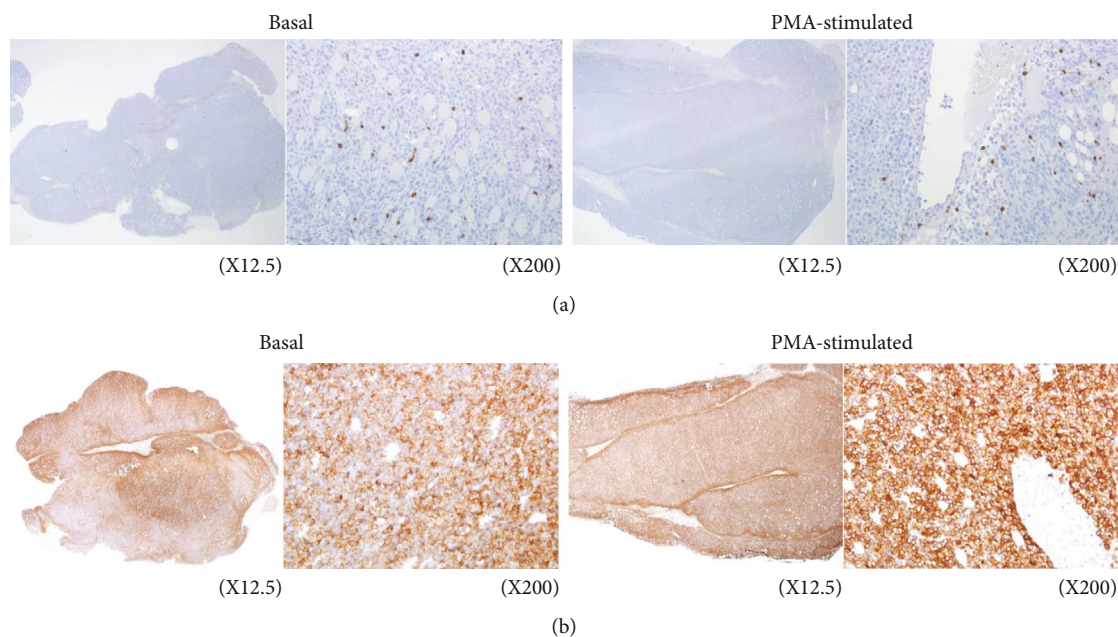 Basal PMA-stimulated
(X12.5) (X200) (X12.5) (X200)
(a)
Basal PMA-stimulated
(X12.5) (X200) (X12.5) (X200)
(b)